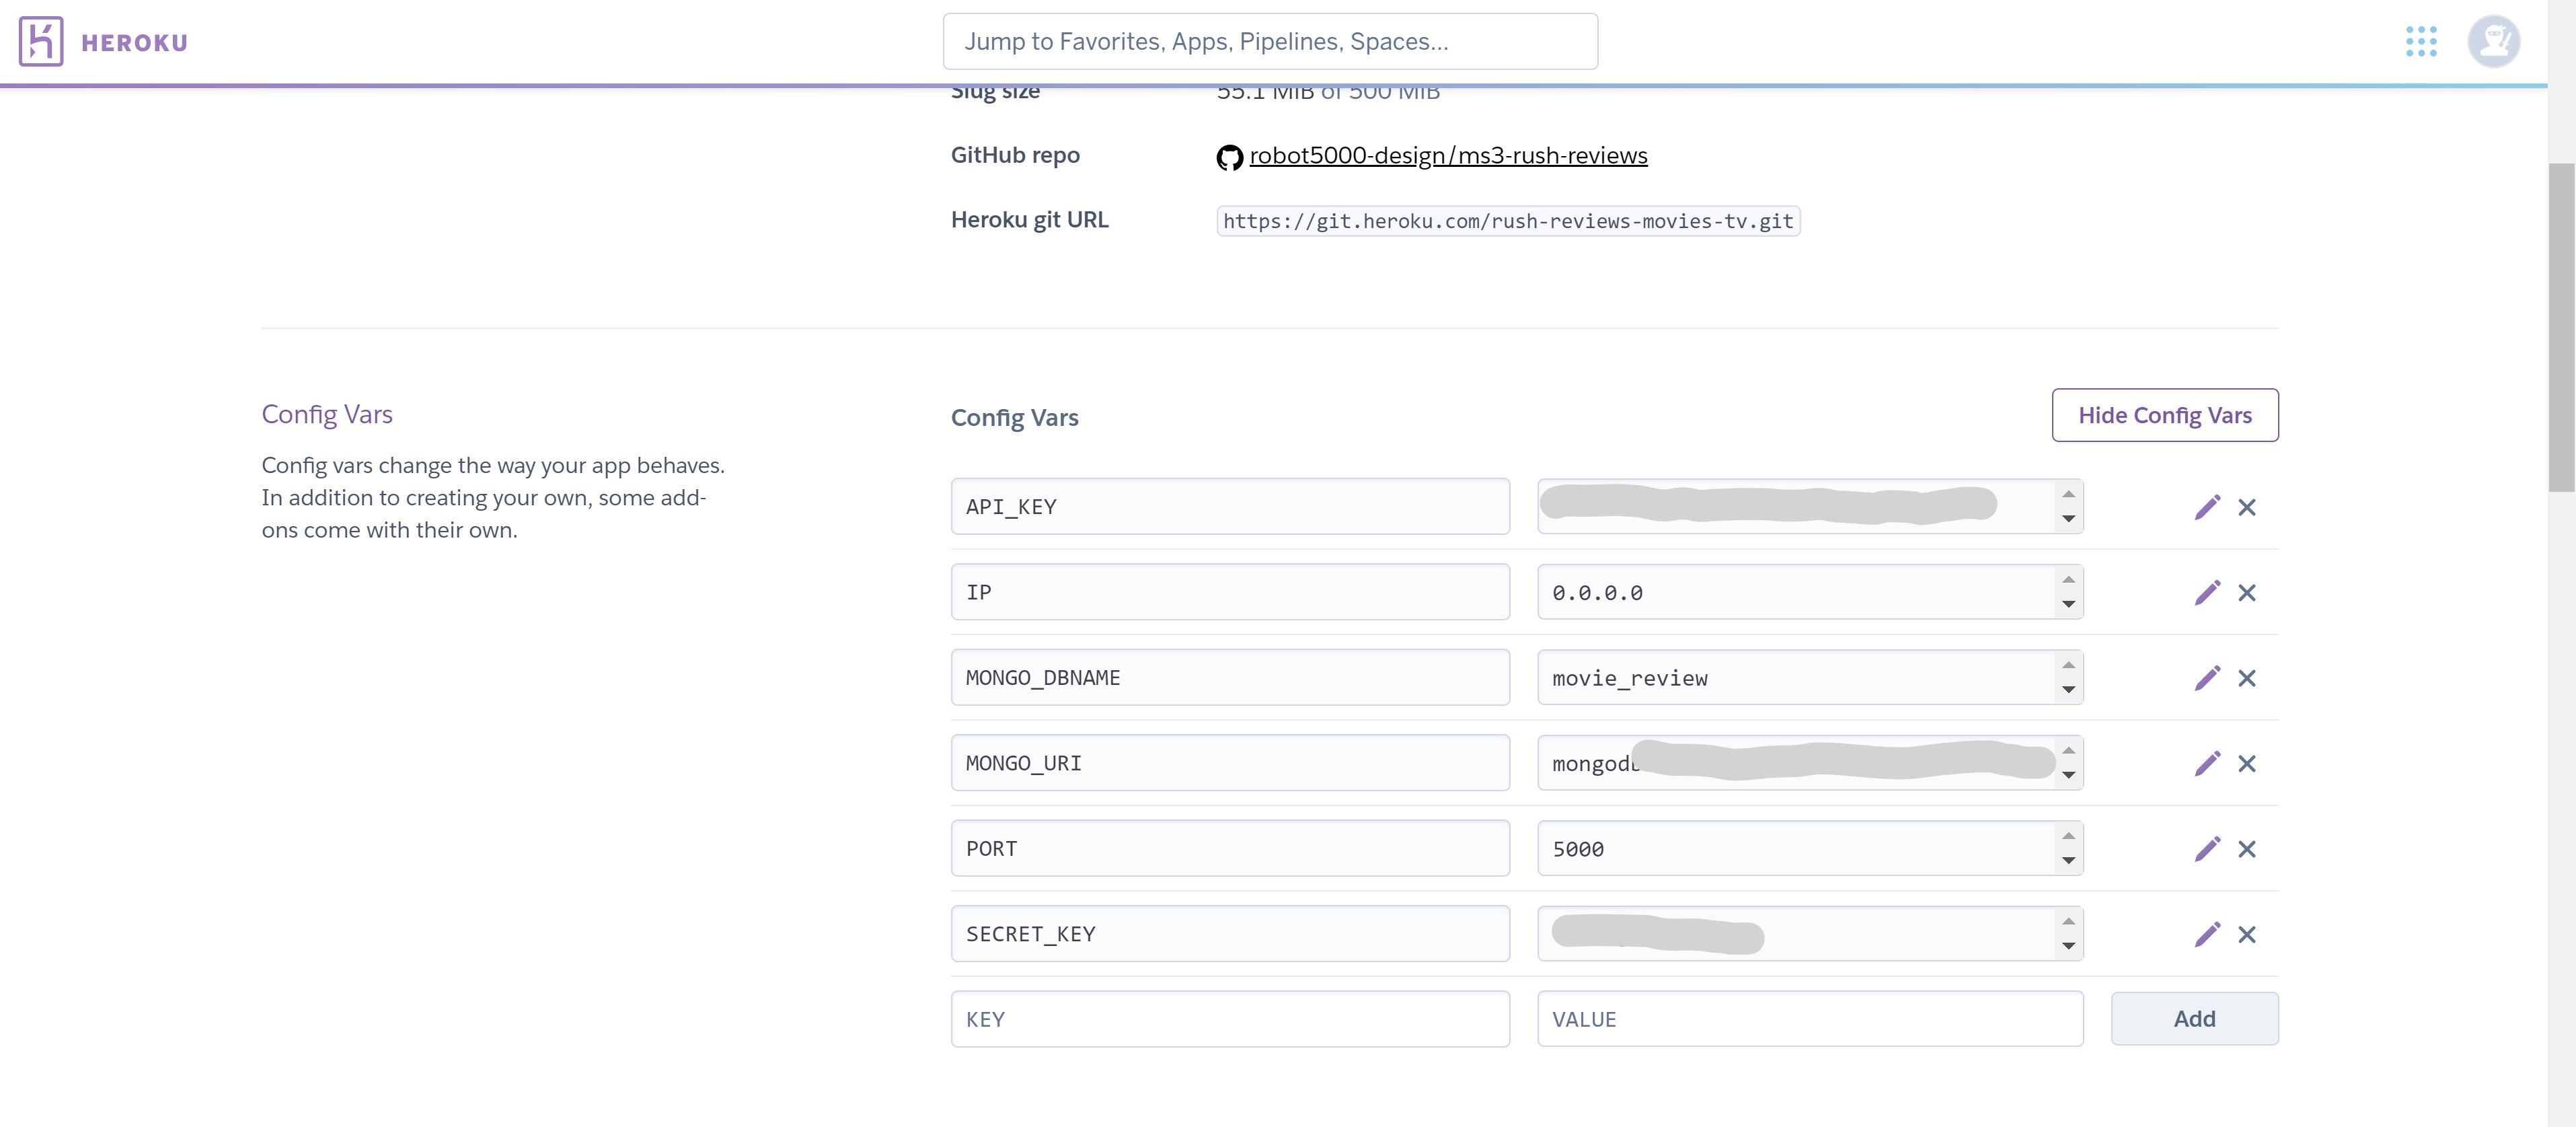 HEROKU
Jump to Favorites, Apps, Pipelines, Spaces...
Slug size 55.1 MiB of 500 MiB
GitHub repo robot5000-design/ms3-rush-reviews
Heroku git URL https://git.heroku.com/rush-reviews-movies-tv.git
Config Vars
Config vars change the way your app behaves.
In addition to creating your own, some add-
ons come with their own.
Config Vars
Hide Config Vars
API_KEY
IP 0.0.0.0
MONGO_DBNAME movie_review
MONGO_URI mongodb
PORT 5000
SECRET_KEY
KEY VALUE Add